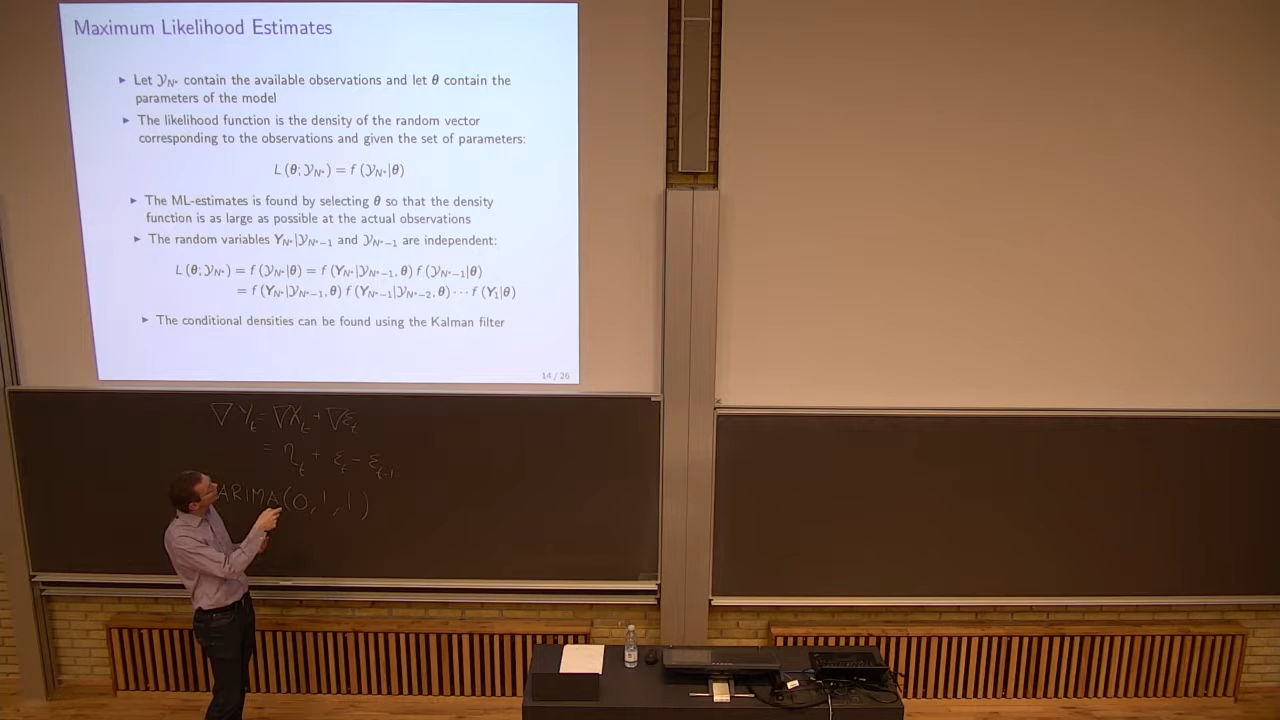 Maximum Likelihood Estimates
▶ Let 𝒴_{N*} contain the available observations and let θ contain the
parameters of the model
▶ The likelihood function is the density of the random vector
corresponding to the observations and given the set of parameters:
L (θ; 𝒴_{N*}) = f (𝒴_{N*}|θ)
▶ The ML-estimates is found by selecting θ so that the density
function is as large as possible at the actual observations
▶ The random variables Y_{N*}|𝒴_{N*−1} and 𝒴_{N*−1} are independent:
L (θ; 𝒴_{N*}) = f (𝒴_{N*}|θ) = f (Y_{N*}|𝒴_{N*−1}, θ) f (𝒴_{N*−1}|θ)
= f (Y_{N*}|𝒴_{N*−1}, θ) f (Y_{N*−1}|𝒴_{N*−2}, θ) ⋯ f (Y_1|θ)
▶ The conditional densities can be found using the Kalman filter
14 / 26
∇Y_t = ∇X_t + ∇ε_t
= η_t + ε_t − ε_{t-1}
ARIMA(0,1,1)